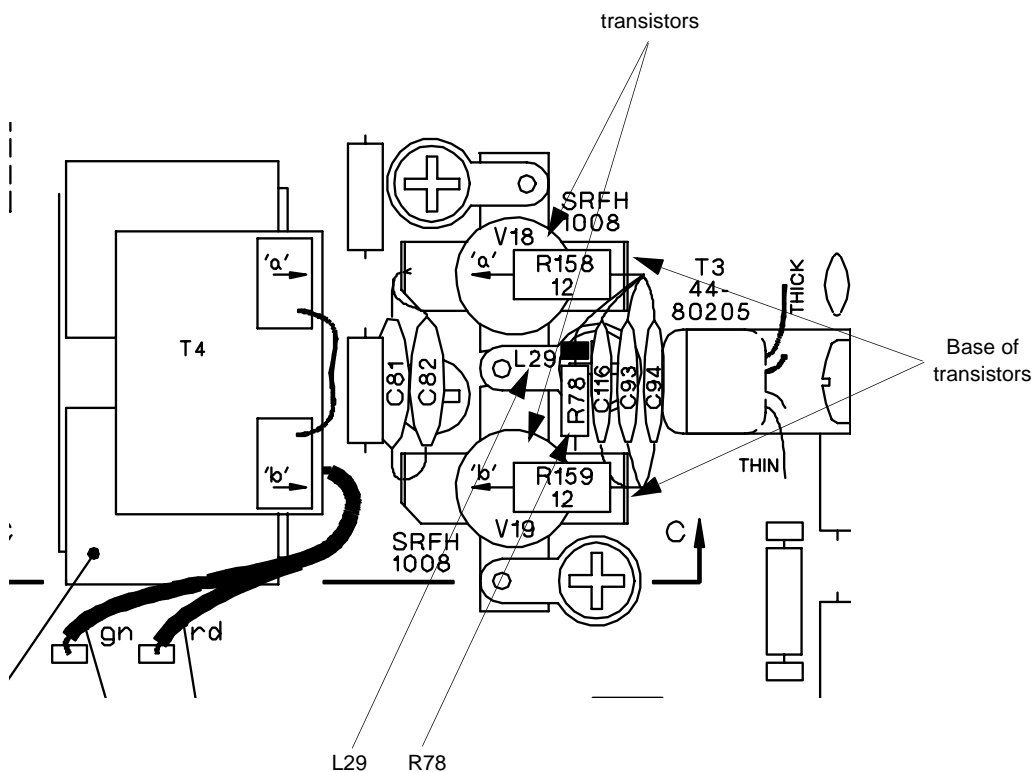 transistors
SRFH
1008
V18
'a'
'a'
R158
12
T3
44-
80205
THICK
T4
C81
C82
L29
R78
C116
C93
C94
Base of
transistors
'b'
'b'
R159
12
THIN
V19
SRFH
1008
C
gn
rd
L29
R78